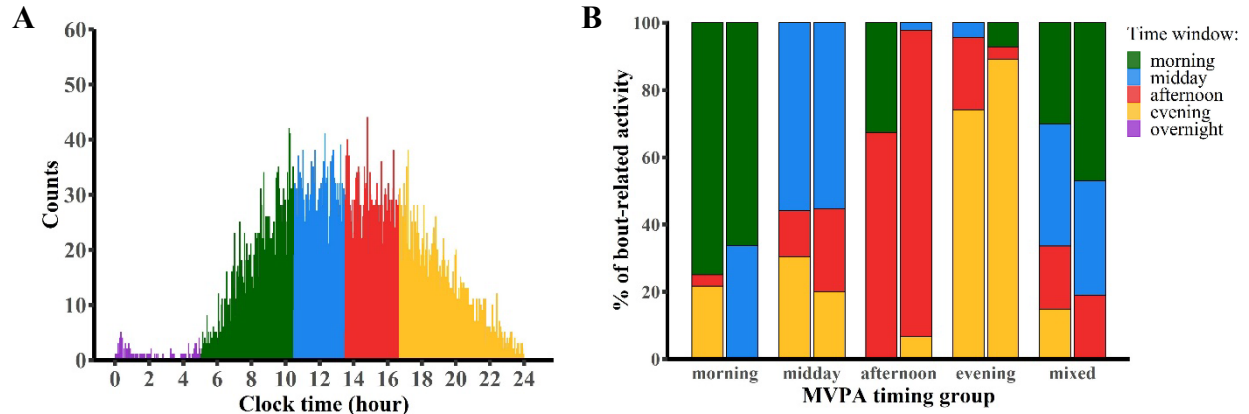 A
60
50
40
30
20
10
0
Counts
0 2 4 6 8 10 12 14 16 18 20 22 24
Clock time (hour)
B
100
80
60
40
20
0
% of bout-related activity
morning midday afternoon evening mixed
MVPA timing group
Time window:
morning
midday
afternoon
evening
overnight